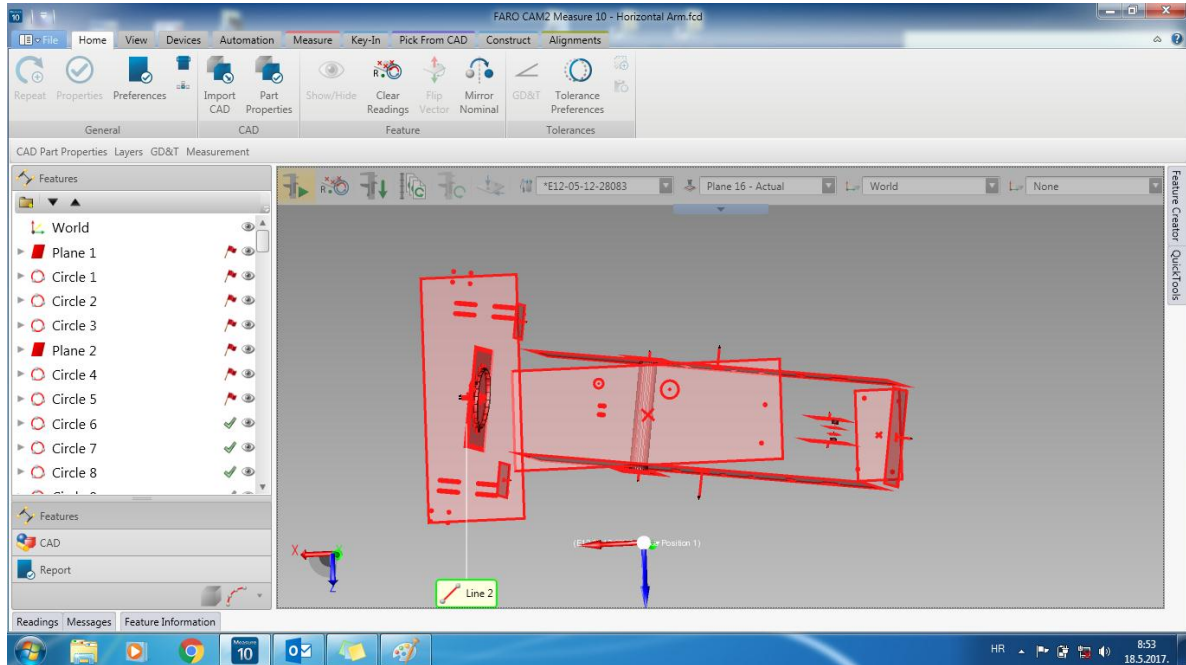 10
FARO CAM2 Measure 10 - Horizontal Arm.fcd
File Home View Devices Automation Measure Key-In Pick From CAD Construct Alignments
Repeat Properties Preferences Import CAD Part Properties Show/Hide Clear Readings Flip Vector Mirror Nominal GD&T Tolerance Preferences
General CAD Feature Tolerances
CAD Part Properties Layers GD&T Measurement
Features
*E12-05-12-28083 Plane 16 - Actual World None
Feature Creator
QuickTools
World
Plane 1
Circle 1
Circle 2
Circle 3
Plane 2
Circle 4
Circle 5
Circle 6
Circle 7
Circle 8
Features
CAD
Report
X
Z
Position 1)
Line 2
Readings Messages Feature Information
Measure
10
HR
8:53
18.5.2017.